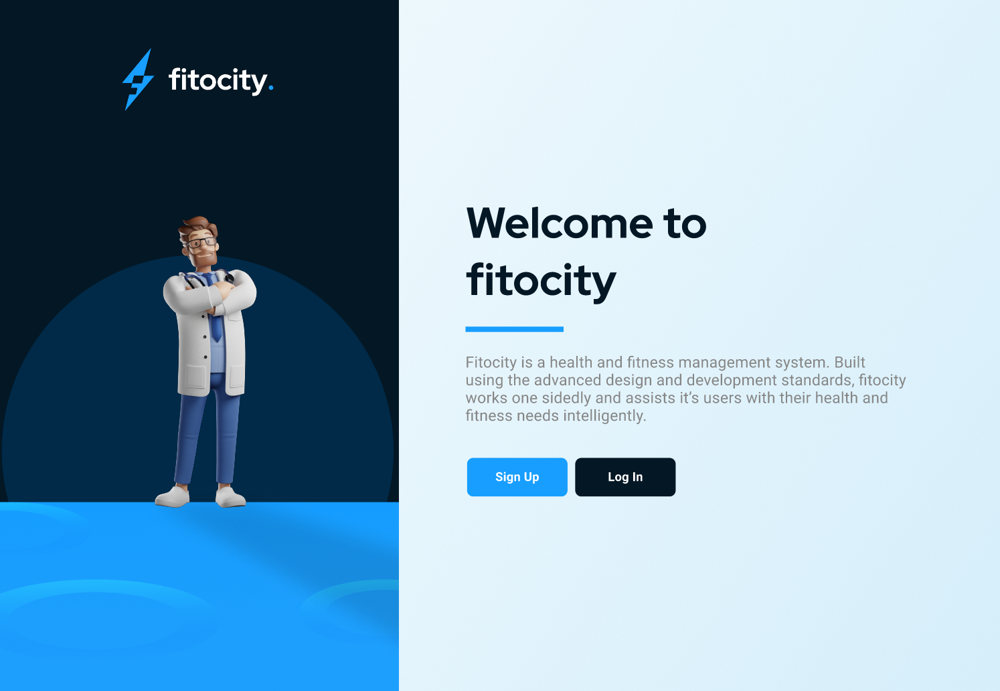 fitocity.
Welcome to
fitocity
Fitocity is a health and fitness management system. Built
using the advanced design and development standards, fitocity
works one sidedly and assists it’s users with their health and
fitness needs intelligently.
Sign Up
Log In